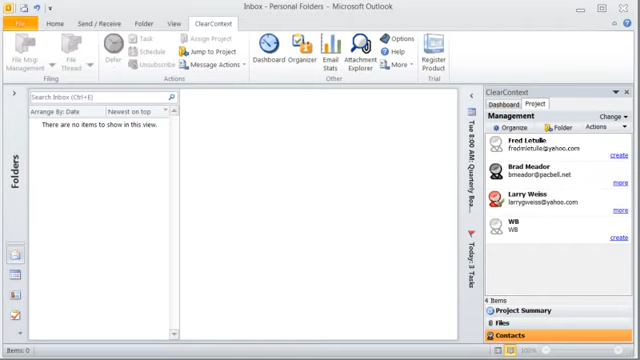 Inbox - Personal Folders - Microsoft Outlook
File Home Send / Receive Folder View ClearContext
File Msg: Management
File Thread
Filing
Defer
Task
Schedule
Unsubscribe
Assign Project
Jump to Project
Message Actions
Actions
Dashboard
Organizer
Email Stats
Attachment Explorer
Options
Help
More
Other
Register Product
Trial
Search Inbox (Ctrl+E)
Arrange By: Date Newest on top
There are no items to show in this view.
Folders
Tue 8:00 AM: Quarterly Boa...
Today: 3 Tasks
ClearContext
Dashboard Project
Management Change
Organize Folder Actions
Fred Letulle
fredmletulle@yahoo.com
create
Brad Meador
bmeador@pacbell.net
more
Larry Weiss
larrygweiss@yahoo.com
more
WB
WB
create
4 Items
Project Summary
Files
Contacts
Items: 0
100%